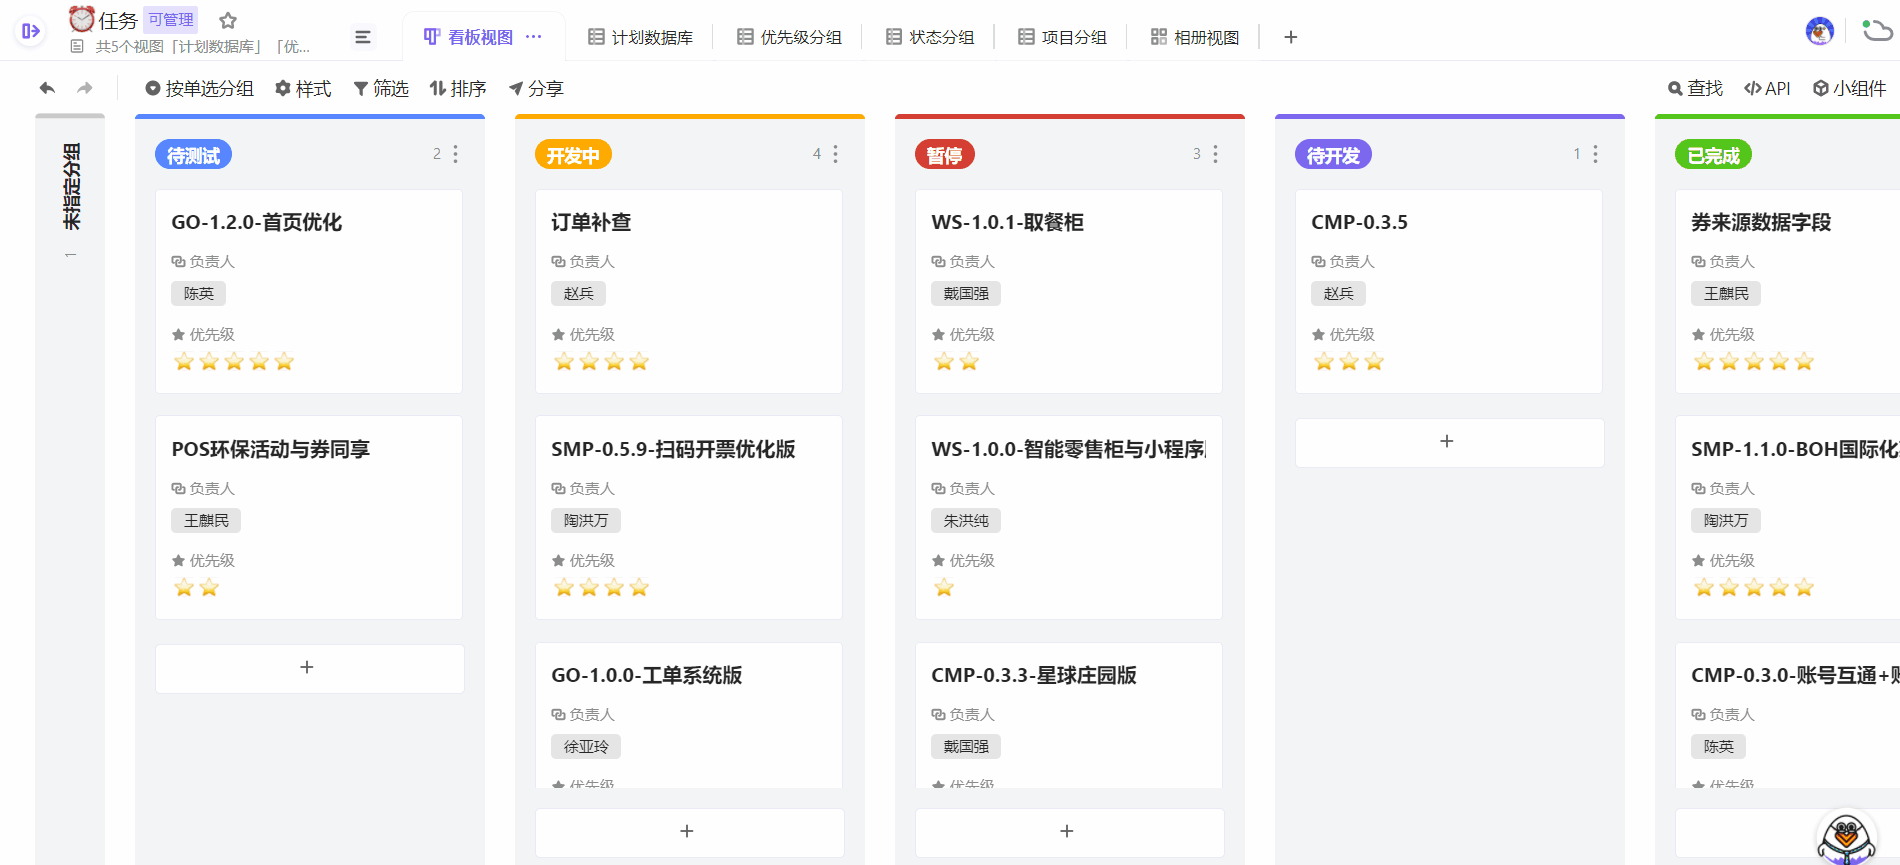 任务 可管理
共5个视图「计划数据库」「优...
看板视图 ...
计划数据库
优先级分组
状态分组
项目分组
相册视图
+
按单选分组 样式 筛选 排序 分享
查找 API 小组件
未指定分组 1
待测试 2
GO-1.2.0-首页优化
负责人
陈英
优先级
POS环保活动与券同享
负责人
王麒民
优先级
+
开发中 4
订单补查
负责人
赵兵
优先级
SMP-0.5.9-扫码开票优化版
负责人
陶洪万
优先级
GO-1.0.0-工单系统版
负责人
徐亚玲
优先级
+
暂停 3
WS-1.0.1-取餐柜
负责人
戴国强
优先级
WS-1.0.0-智能零售柜与小程序
负责人
朱洪纯
优先级
CMP-0.3.3-星球庄园版
负责人
戴国强
优先级
+
待开发 1
CMP-0.3.5
负责人
赵兵
优先级
+
已完成
券来源数据字段
负责人
王麒民
优先级
SMP-1.1.0-BOH国际化
负责人
陶洪万
优先级
CMP-0.3.0-账号互通+
负责人
陈英
优先级